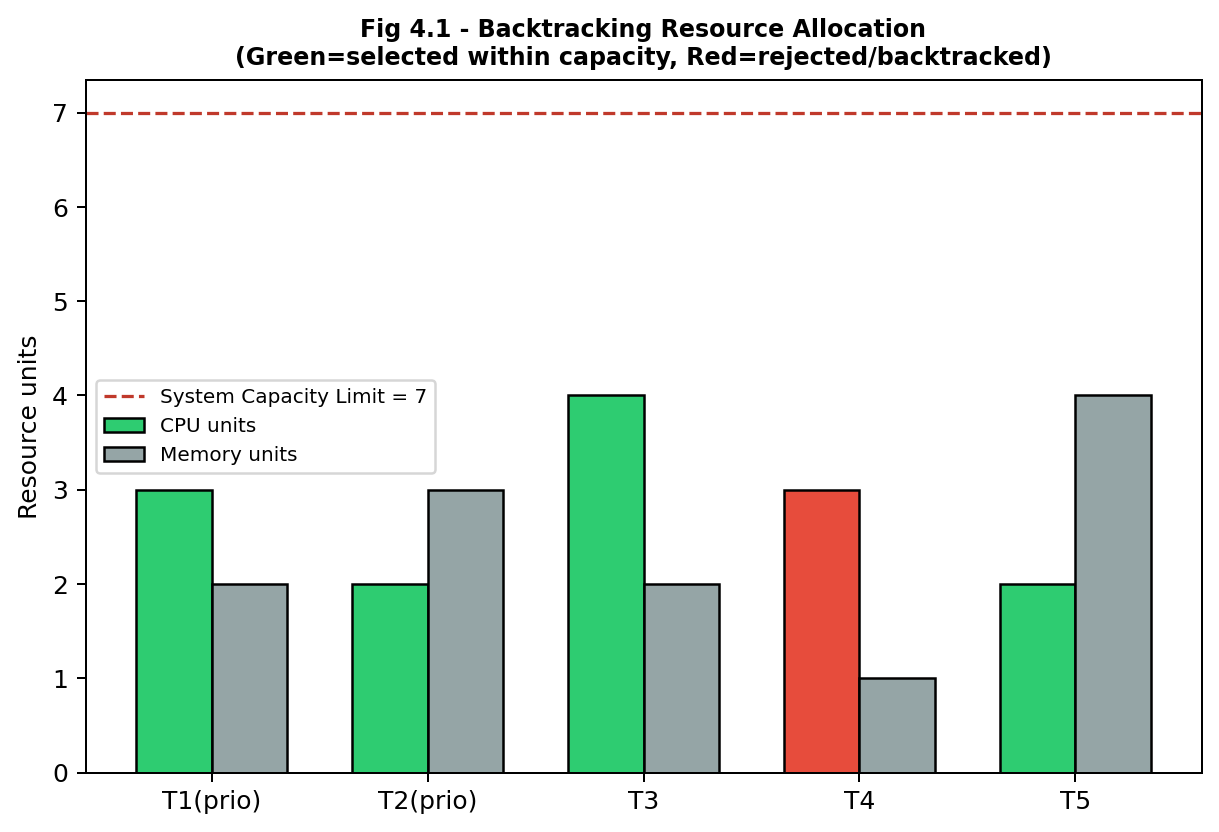 Fig 4.1 - Backtracking Resource Allocation
(Green=selected within capacity, Red=rejected/backtracked)
Resource units
7
6
5
4
3
2
1
0
System Capacity Limit = 7
CPU units
Memory units
T1(prio)
T2(prio)
T3
T4
T5